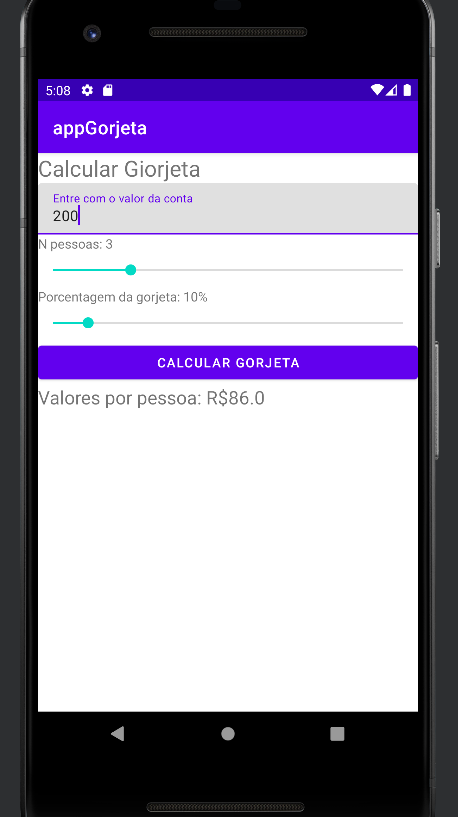 5:08
appGorjeta
Calcular Giorjeta
Entre com o valor da conta
200
N pessoas: 3
Porcentagem da gorjeta: 10%
CALCULAR GORJETA
Valores por pessoa: R$86.0